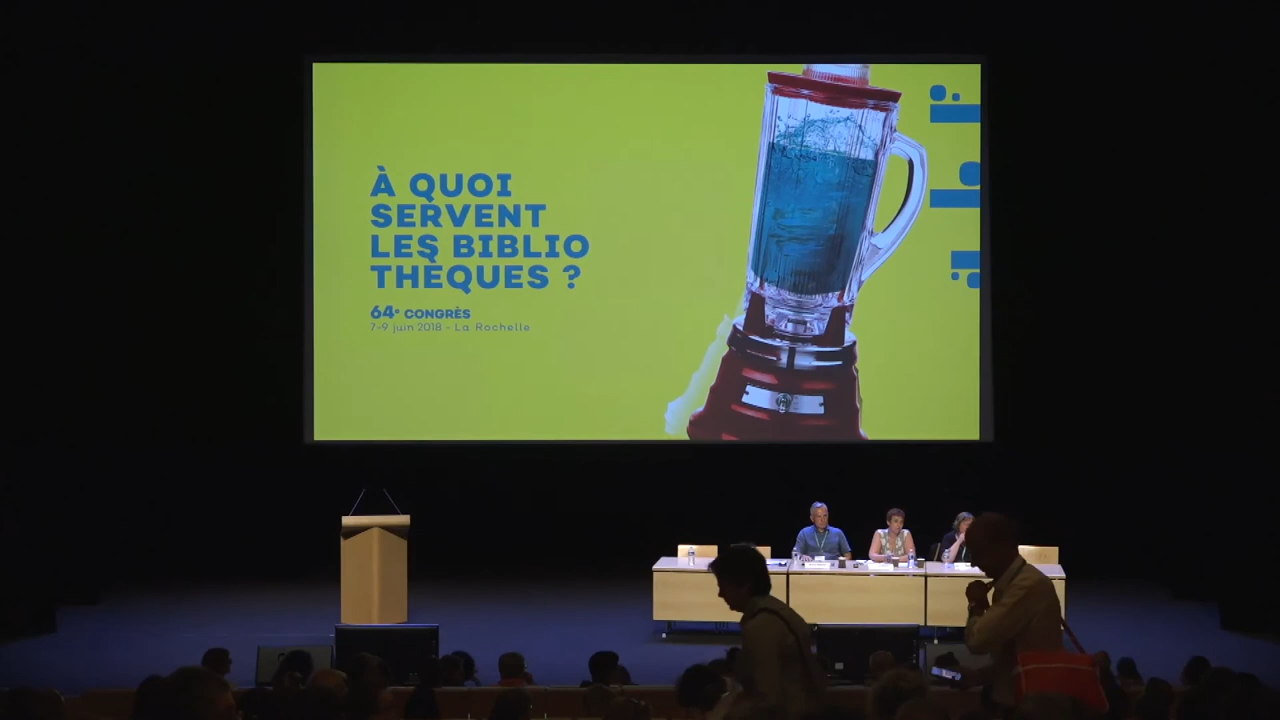 À QUOI
SERVENT
LES BIBLIO
THÈQUES ?
64e CONGRÈS
7-9 juin 2018 - La Rochelle